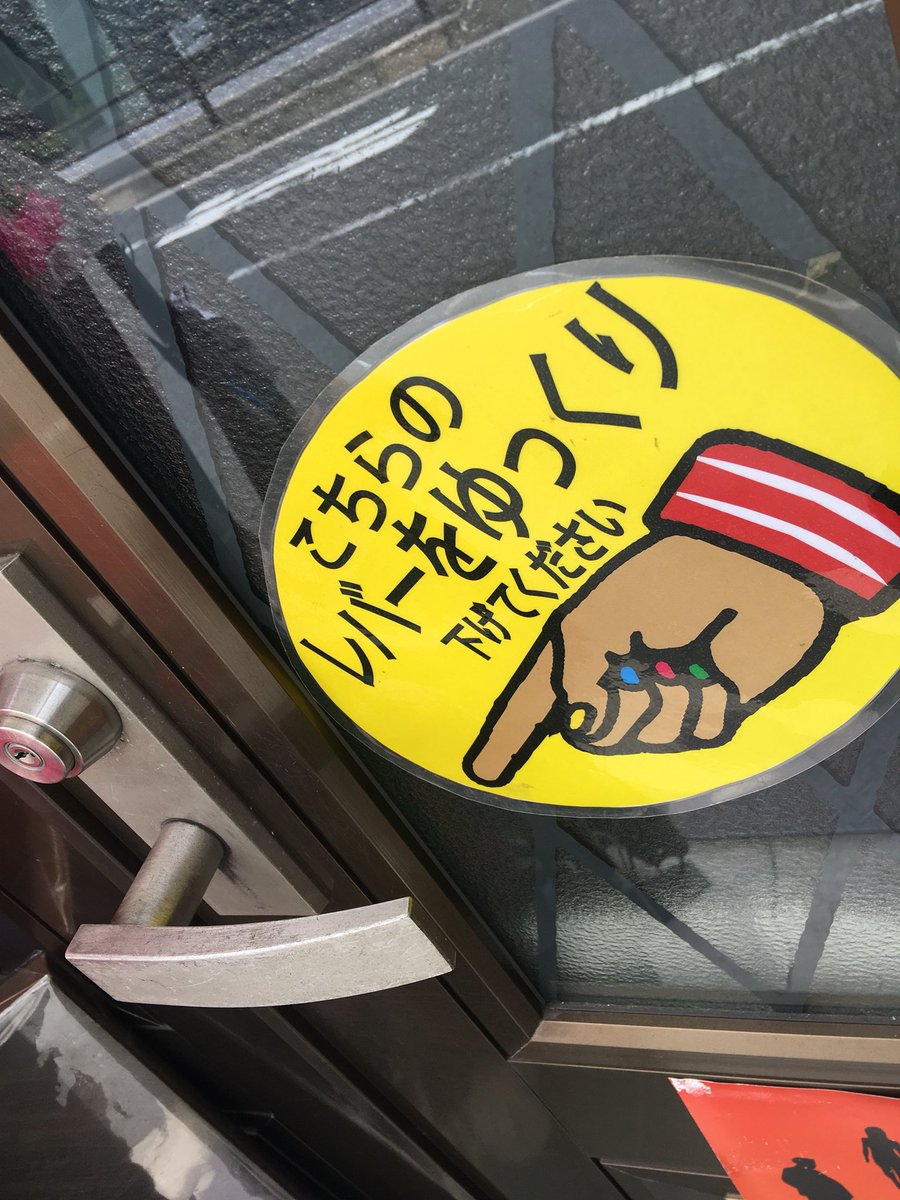 こちらの
レバーをゆっくり
下げてください